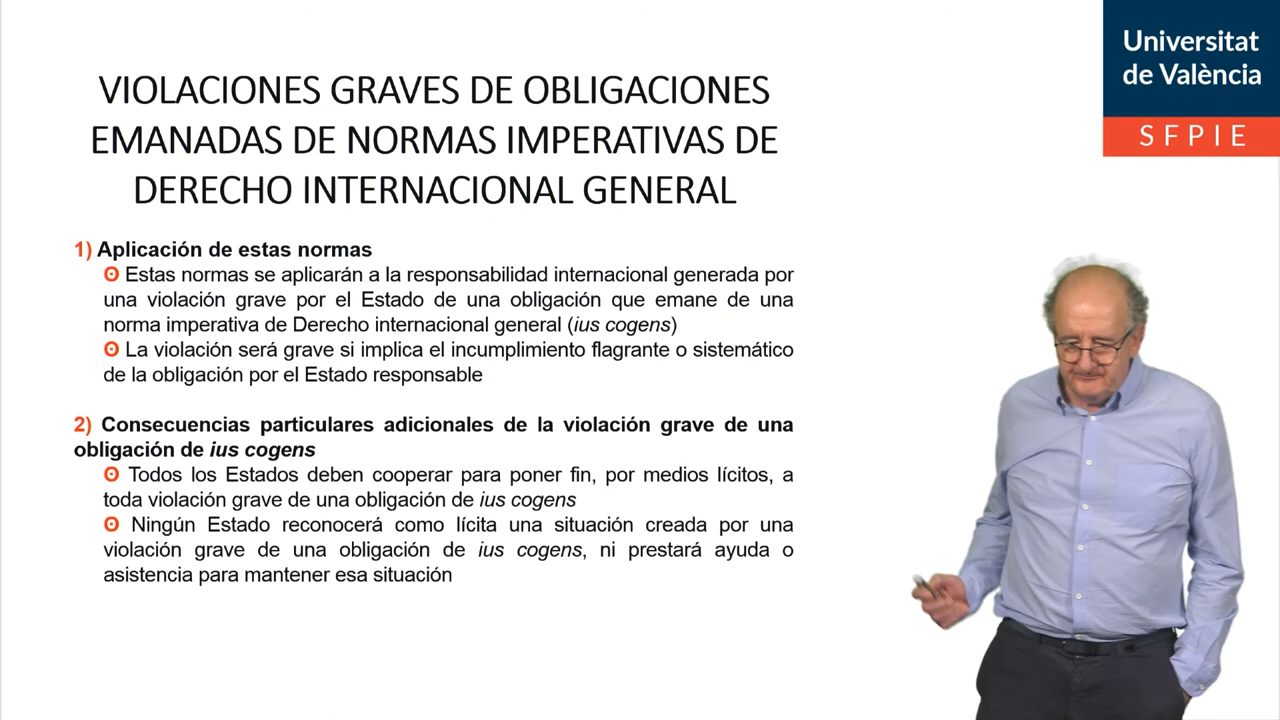 Universitat
de València
SFPIE
VIOLACIONES GRAVES DE OBLIGACIONES
EMANADAS DE NORMAS IMPERATIVAS DE
DERECHO INTERNACIONAL GENERAL
1) Aplicación de estas normas
ʘ Estas normas se aplicarán a la responsabilidad internacional generada por
una violación grave por el Estado de una obligación que emane de una
norma imperativa de Derecho internacional general (ius cogens)
ʘ La violación será grave si implica el incumplimiento flagrante o sistemático
de la obligación por el Estado responsable
2) Consecuencias particulares adicionales de la violación grave de una
obligación de ius cogens
ʘ Todos los Estados deben cooperar para poner fin, por medios lícitos, a
toda violación grave de una obligación de ius cogens
ʘ Ningún Estado reconocerá como lícita una situación creada por una
violación grave de una obligación de ius cogens, ni prestará ayuda o
asistencia para mantener esa situación